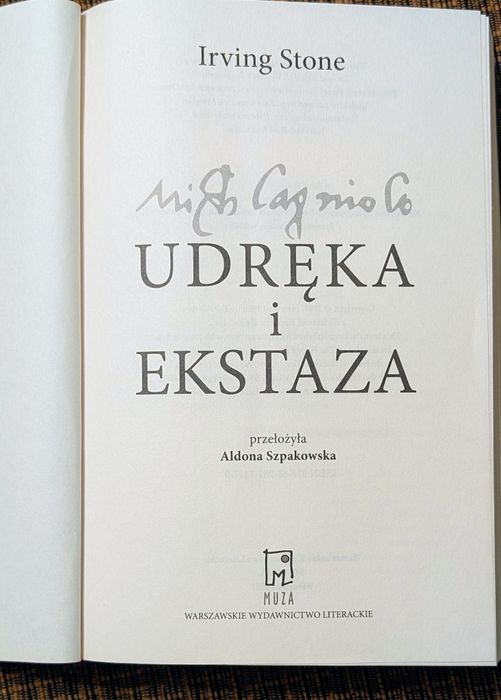 Irving Stone
UDRĘKA
i
EKSTAZA
przełożyła
Aldona Szpakowska
MUZA
WARSZAWSKIE WYDAWNICTWO LITERACKIE